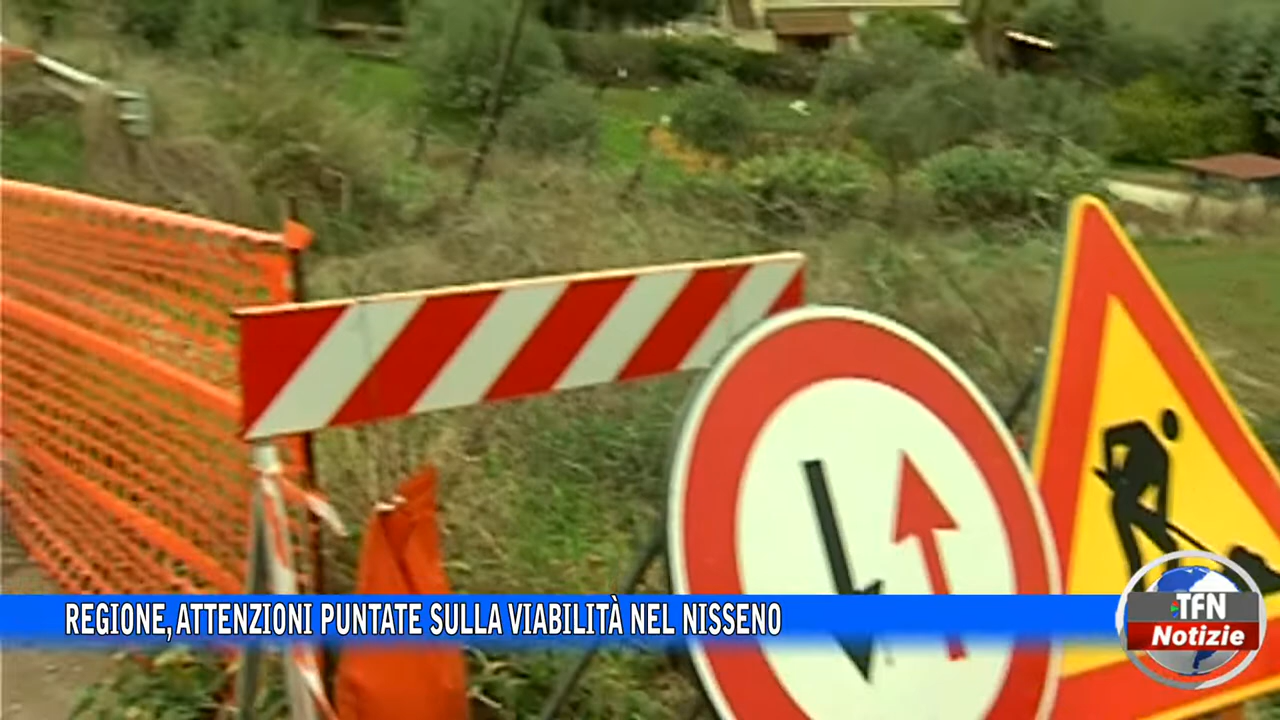 REGIONE, ATTENZIONI PUNTATE SULLA VIABILITÀ NEL NISSENO
TFN
Notizie